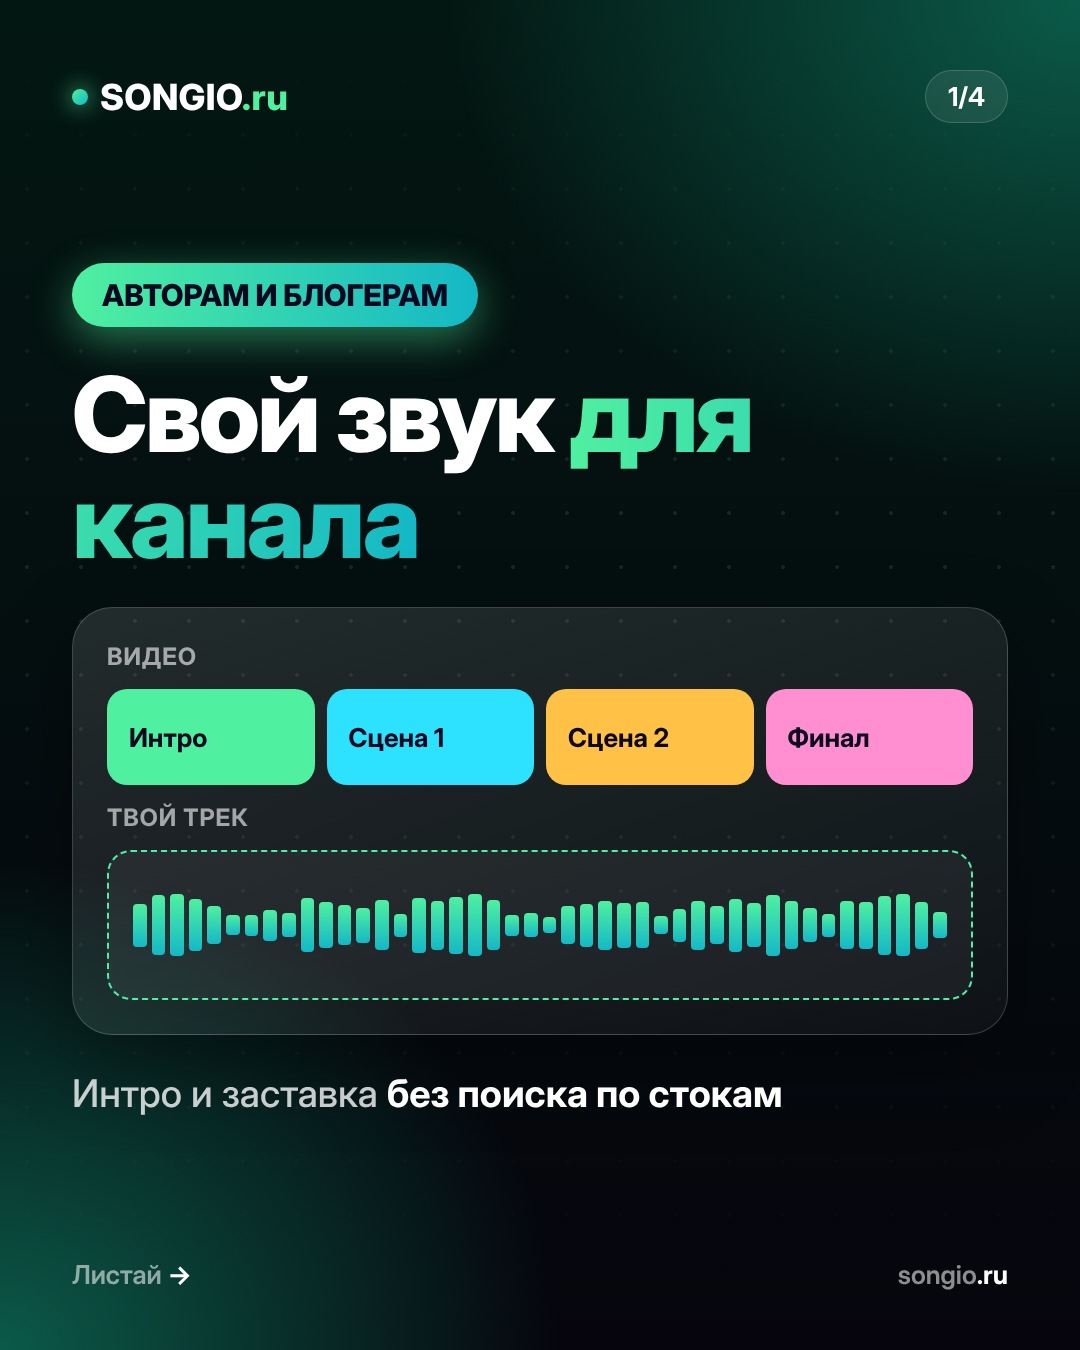 SONGIO.ru
1/4
АВТОРАМ И БЛОГЕРАМ
Свой звук для
канала
ВИДЕО
Интро
Сцена 1
Сцена 2
Финал
ТВОЙ ТРЕК
Интро и заставка без поиска по стокам
Листай →
songio.ru